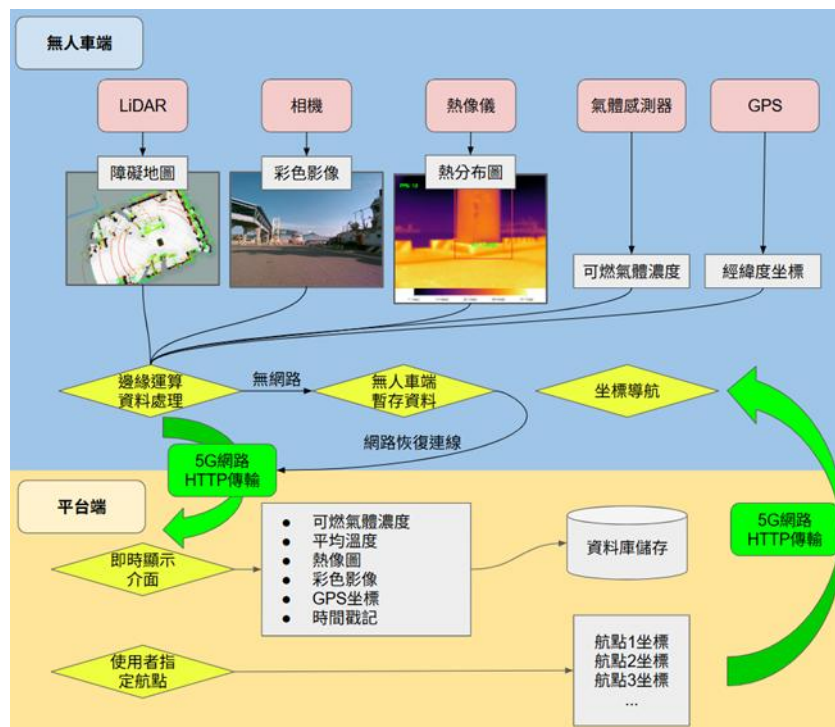 無人車端
LiDAR
相機
熱像儀
氣體感測器
GPS
障礙地圖
彩色影像
熱分布圖
可燃氣體濃度
經緯度坐標
邊緣運算
資料處理
無網路
無人車端
暫存資料
坐標導航
網路恢復連線
5G網路
HTTP傳輸
平台端
即時顯示
介面
● 可燃氣體濃度
● 平均溫度
● 熱像圖
● 彩色影像
● GPS坐標
● 時間戳記
資料庫儲存
5G網路
HTTP傳輸
使用者指
定航點
航點1坐標
航點2坐標
航點3坐標
...